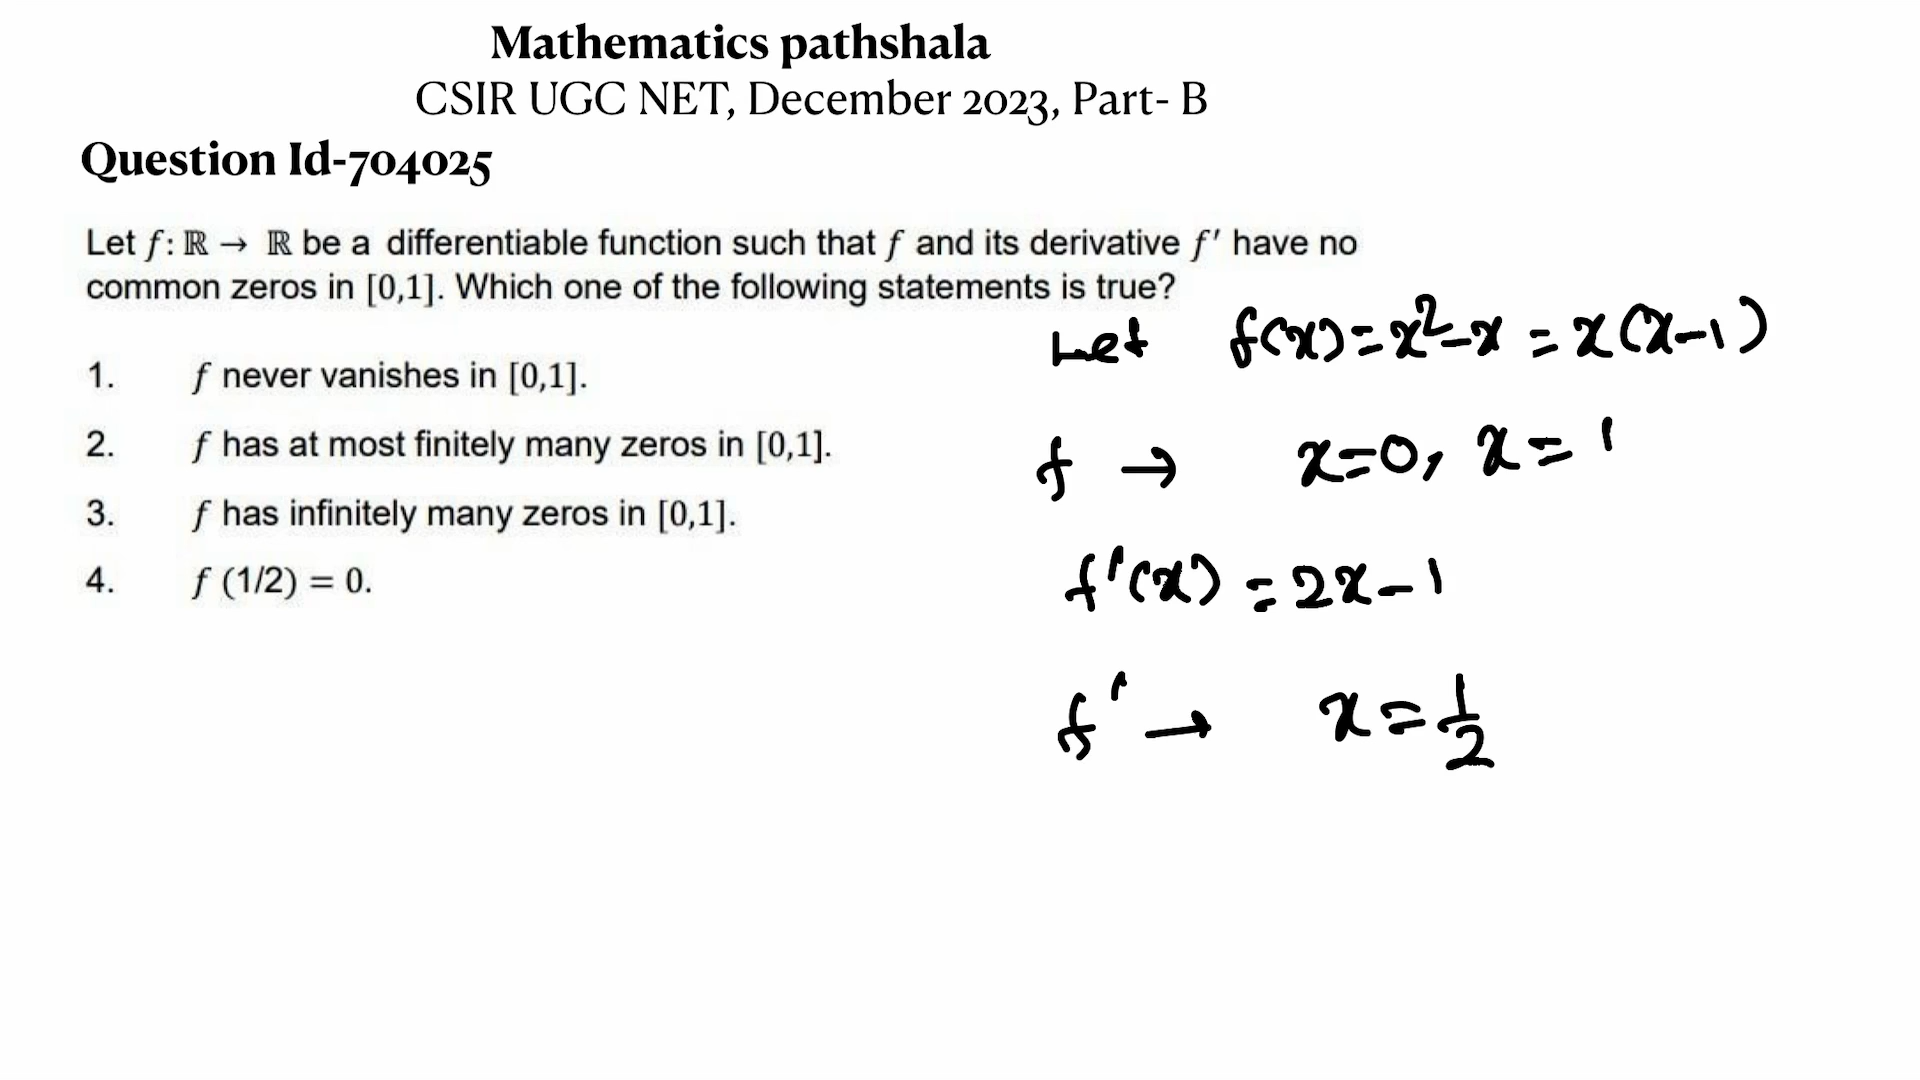 Mathematics pathshala
CSIR UGC NET, December 2023, Part- B
Question Id-704025
Let f: ℝ → ℝ be a differentiable function such that f and its derivative f′ have no
common zeros in [0,1]. Which one of the following statements is true?
Let f(x)=x²-x = x(x-1)
1. f never vanishes in [0,1].
2. f has at most finitely many zeros in [0,1].
f → x=0, x=1
3. f has infinitely many zeros in [0,1].
4. f (1/2) = 0.
f'(x) = 2x-1
f' → x=1/2